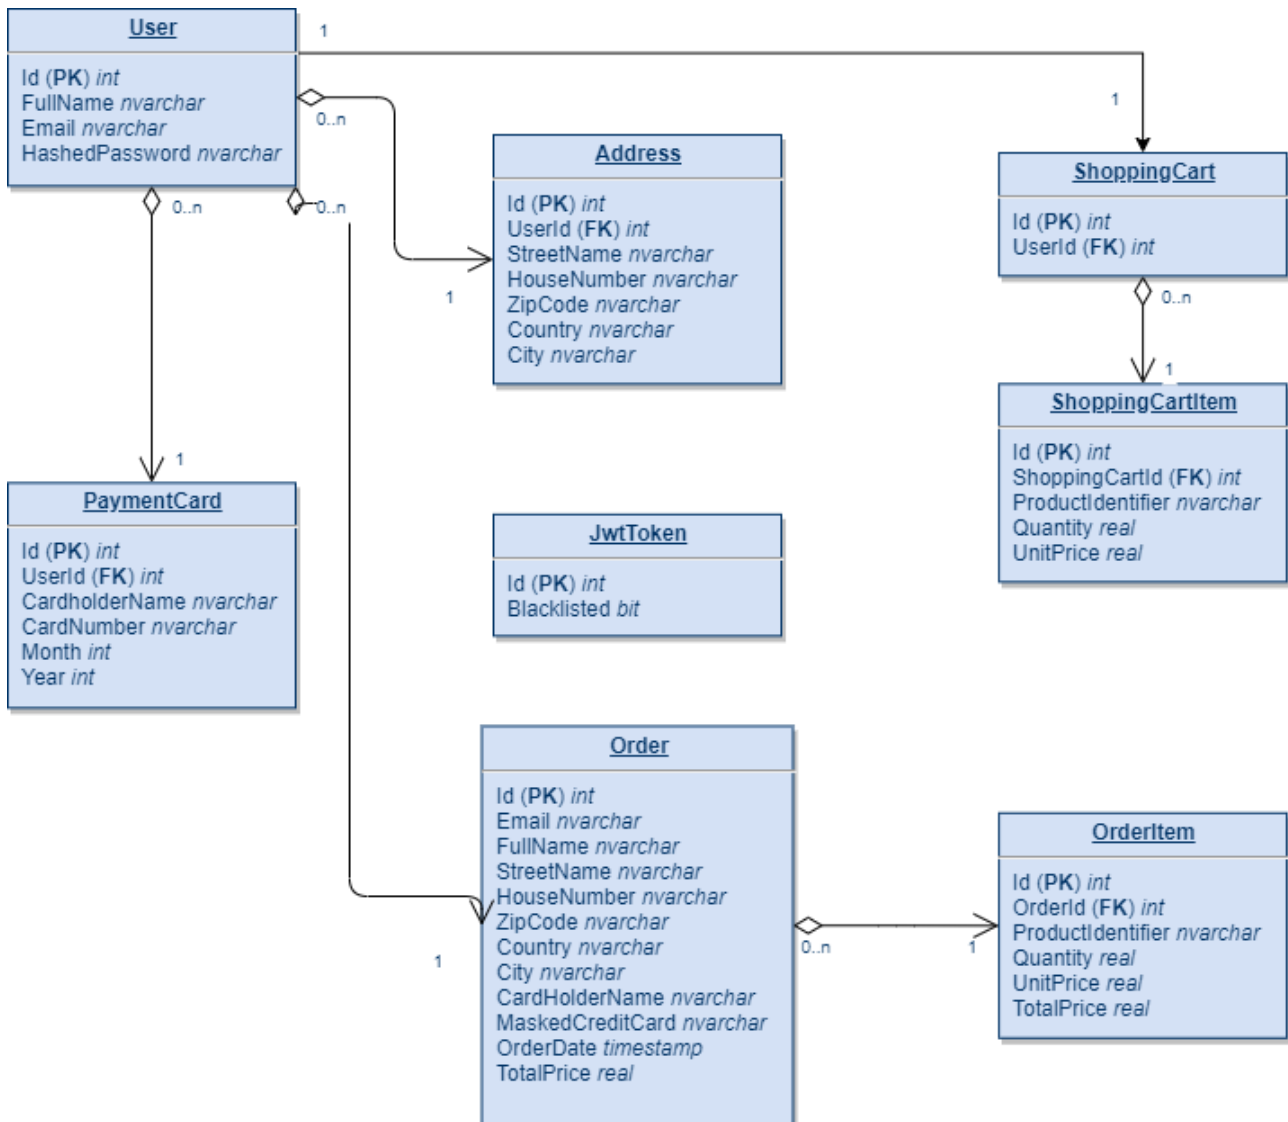 User
Id (PK) int
FullName nvarchar
Email nvarchar
HashedPassword nvarchar
1
1
0..n
1
0..n
0..n
1
Address
Id (PK) int
UserId (FK) int
StreetName nvarchar
HouseNumber nvarchar
ZipCode nvarchar
Country nvarchar
City nvarchar
ShoppingCart
Id (PK) int
UserId (FK) int
0..n
1
ShoppingCartItem
Id (PK) int
ShoppingCartId (FK) int
ProductIdentifier nvarchar
Quantity real
UnitPrice real
PaymentCard
Id (PK) int
UserId (FK) int
CardholderName nvarchar
CardNumber nvarchar
Month int
Year int
JwtToken
Id (PK) int
Blacklisted bit
1
Order
Id (PK) int
Email nvarchar
FullName nvarchar
StreetName nvarchar
HouseNumber nvarchar
ZipCode nvarchar
Country nvarchar
City nvarchar
CardHolderName nvarchar
MaskedCreditCard nvarchar
OrderDate timestamp
TotalPrice real
0..n
1
OrderItem
Id (PK) int
OrderId (FK) int
ProductIdentifier nvarchar
Quantity real
UnitPrice real
TotalPrice real